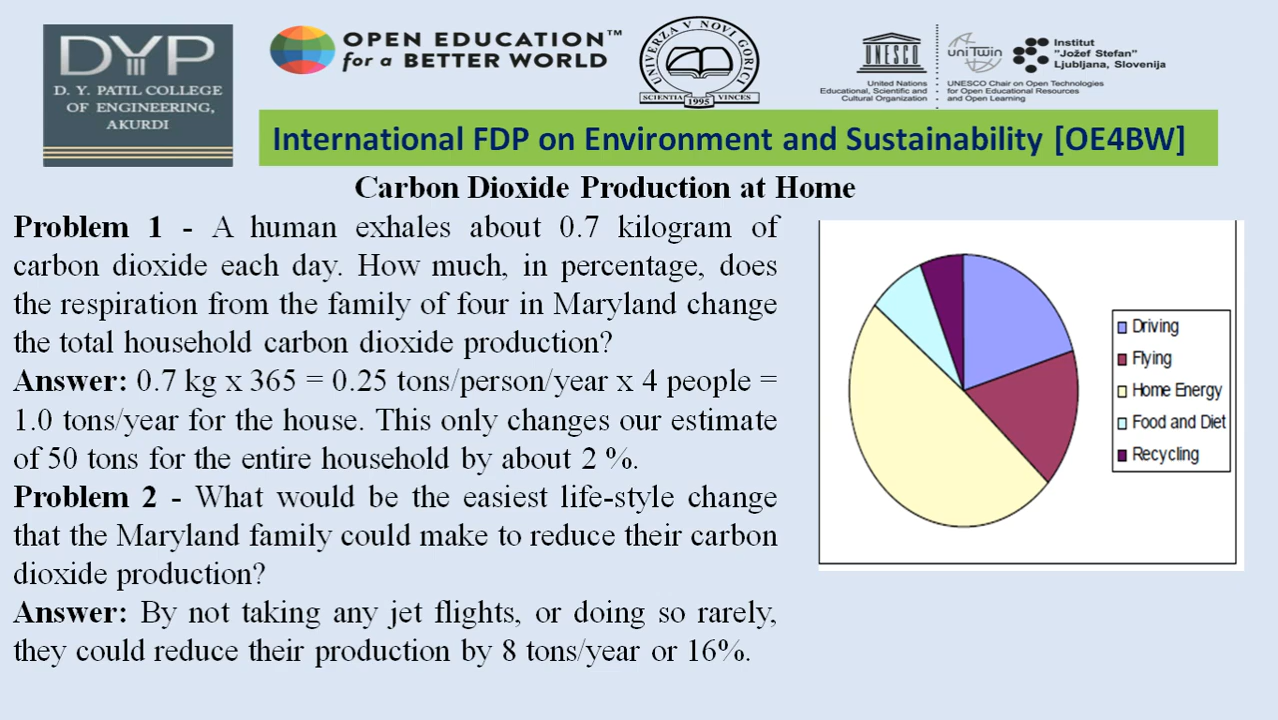 DYP
D. Y. PATIL COLLEGE
OF ENGINEERING,
AKURDI
OPEN EDUCATION™
for a BETTER WORLD
UNIVERZA V NOVI GORICI
SCIENTIA VINCES
1995
UNESCO
United Nations
Educational, Scientific and
Cultural Organization
uniTwin
Institut
"Jožef Stefan"
Ljubljana, Slovenija
UNESCO Chair on Open Technologies
for Open Educational Resources
and Open Learning
International FDP on Environment and Sustainability [OE4BW]
Carbon Dioxide Production at Home
Problem 1 - A human exhales about 0.7 kilogram of
carbon dioxide each day. How much, in percentage, does
the respiration from the family of four in Maryland change
the total household carbon dioxide production?
Answer: 0.7 kg x 365 = 0.25 tons/person/year x 4 people =
1.0 tons/year for the house. This only changes our estimate
of 50 tons for the entire household by about 2 %.
Problem 2 - What would be the easiest life-style change
that the Maryland family could make to reduce their carbon
dioxide production?
Answer: By not taking any jet flights, or doing so rarely,
they could reduce their production by 8 tons/year or 16%.
Driving
Flying
Home Energy
Food and Diet
Recycling